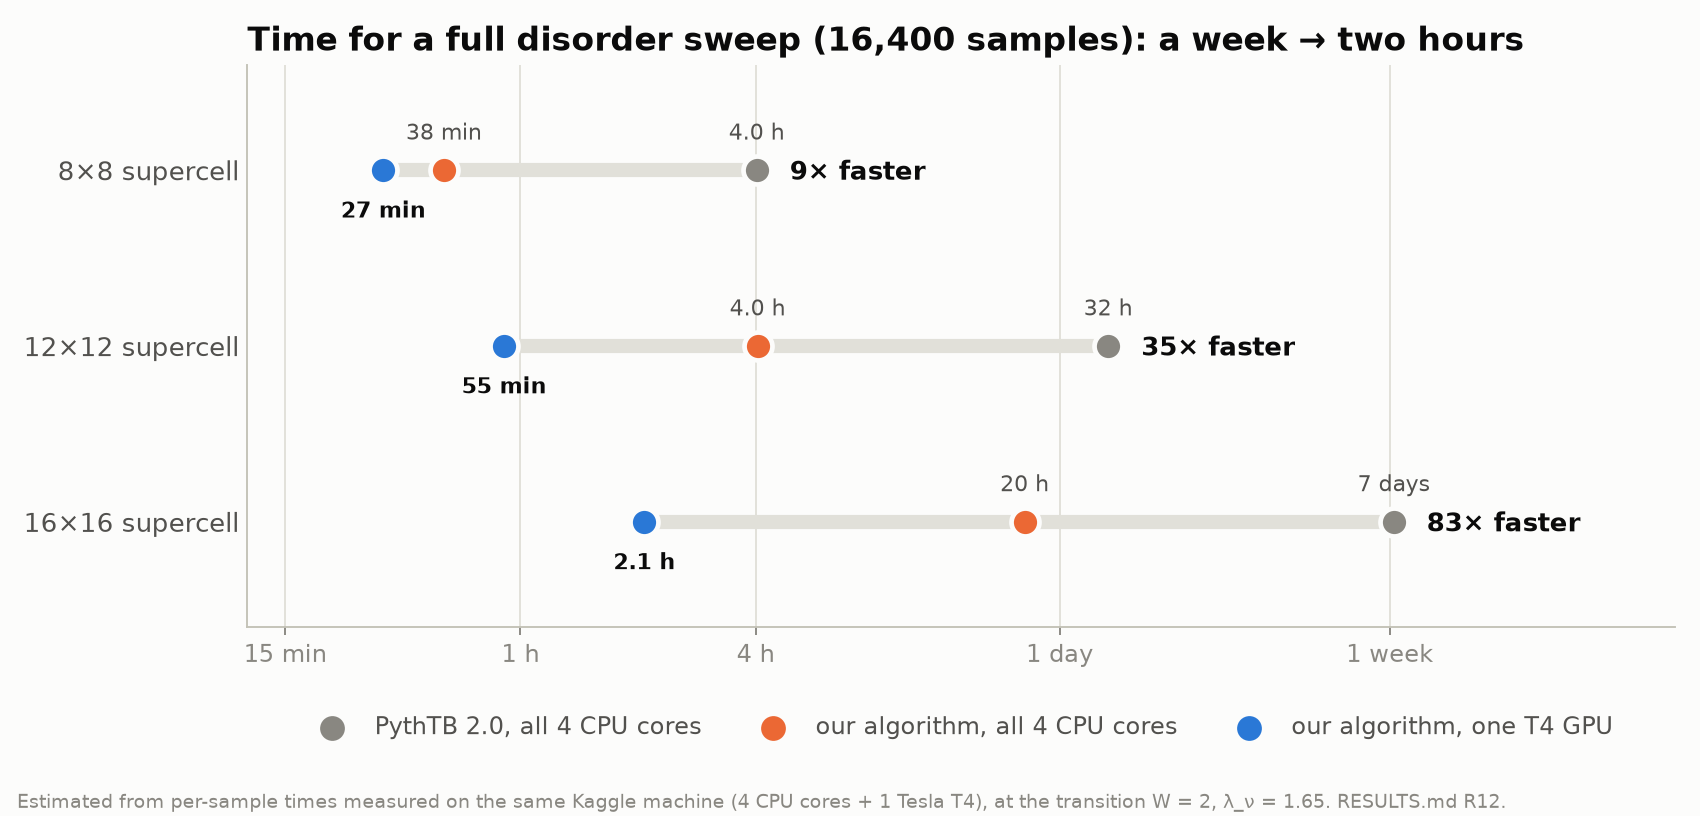 Time for a full disorder sweep (16,400 samples): a week → two hours
38 min
4.0 h
8×8 supercell
9× faster
27 min
4.0 h
32 h
12×12 supercell
35× faster
55 min
20 h
7 days
16×16 supercell
83× faster
2.1 h
15 min
1 h
4 h
1 day
1 week
PythTB 2.0, all 4 CPU cores
our algorithm, all 4 CPU cores
our algorithm, one T4 GPU
Estimated from per-sample times measured on the same Kaggle machine (4 CPU cores + 1 Tesla T4), at the transition W = 2, λ_ν = 1.65. RESULTS.md R12.